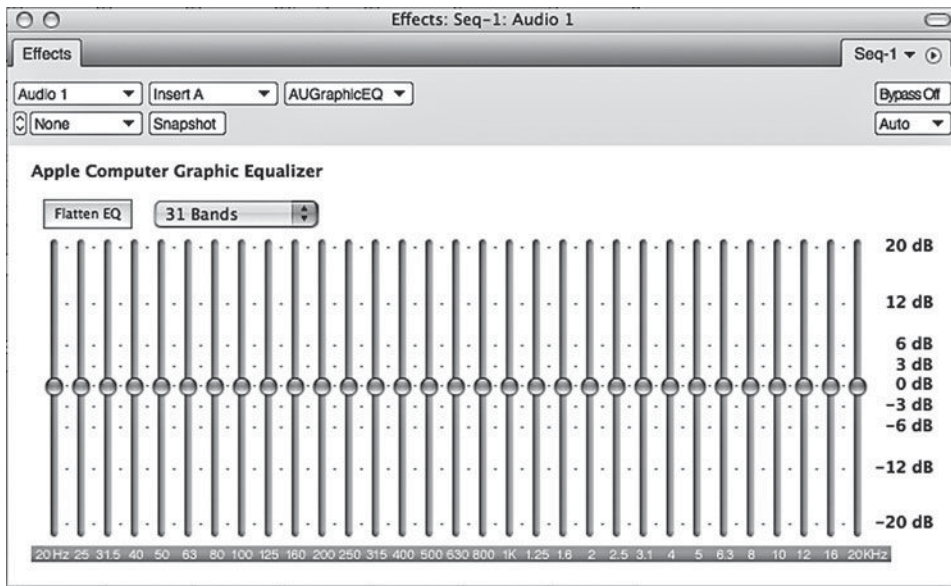 Effects: Seq-1: Audio 1
Effects
Seq-1
Audio 1
Insert A
AUGraphicEQ
Bypass Off
None
Snapshot
Auto
Apple Computer Graphic Equalizer
Flatten EQ
31 Bands
20 dB
12 dB
6 dB
3 dB
0 dB
-3 dB
-6 dB
-12 dB
-20 dB
20 Hz 25 31.5 40 50 63 80 100 125 160 200 250 315 400 500 630 800 1K 1.25 1.6 2 2.5 3.1 4 5 6.3 8 10 12 16 20KHz